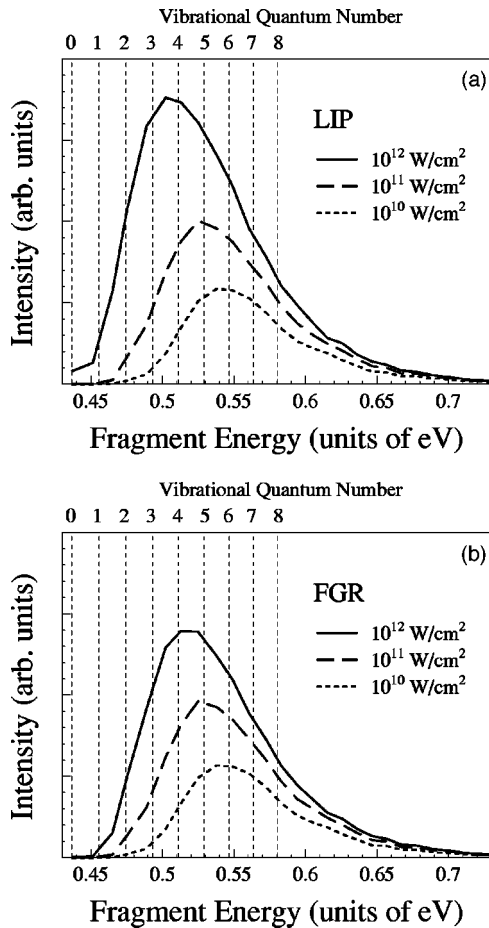 Vibrational Quantum Number
0 1 2 3 4 5 6 7 8
(a)
LIP
10¹² W/cm²
10¹¹ W/cm²
10¹⁰ W/cm²
Intensity (arb. units)
0.45 0.5 0.55 0.6 0.65 0.7
Fragment Energy (units of eV)
Vibrational Quantum Number
0 1 2 3 4 5 6 7 8
(b)
FGR
10¹² W/cm²
10¹¹ W/cm²
10¹⁰ W/cm²
Intensity (arb. units)
0.45 0.5 0.55 0.6 0.65 0.7
Fragment Energy (units of eV)